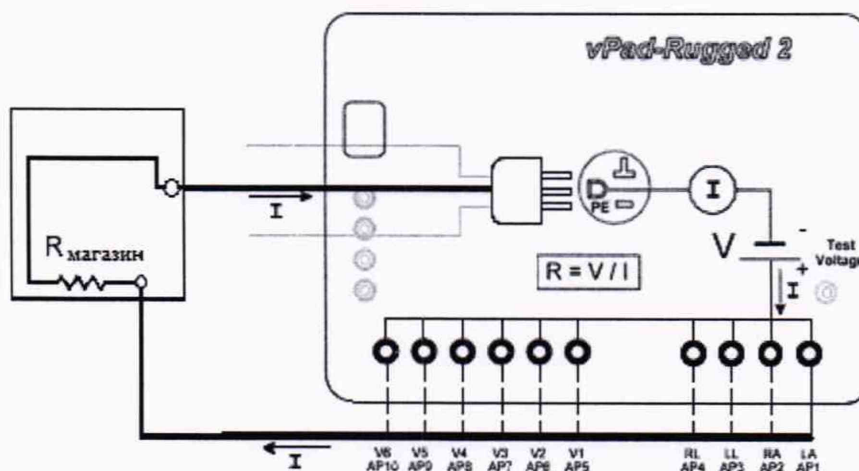 vPad-Rugged 2
I
PE
I
R магазин
V
-
+
Test
Voltage
I
R = V / I
I
V6 V5 V4 V3 V2 V1 RL LL RA LA
AP10 AP9 AP8 AP7 AP6 AP5 AP4 AP3 AP2 AP1